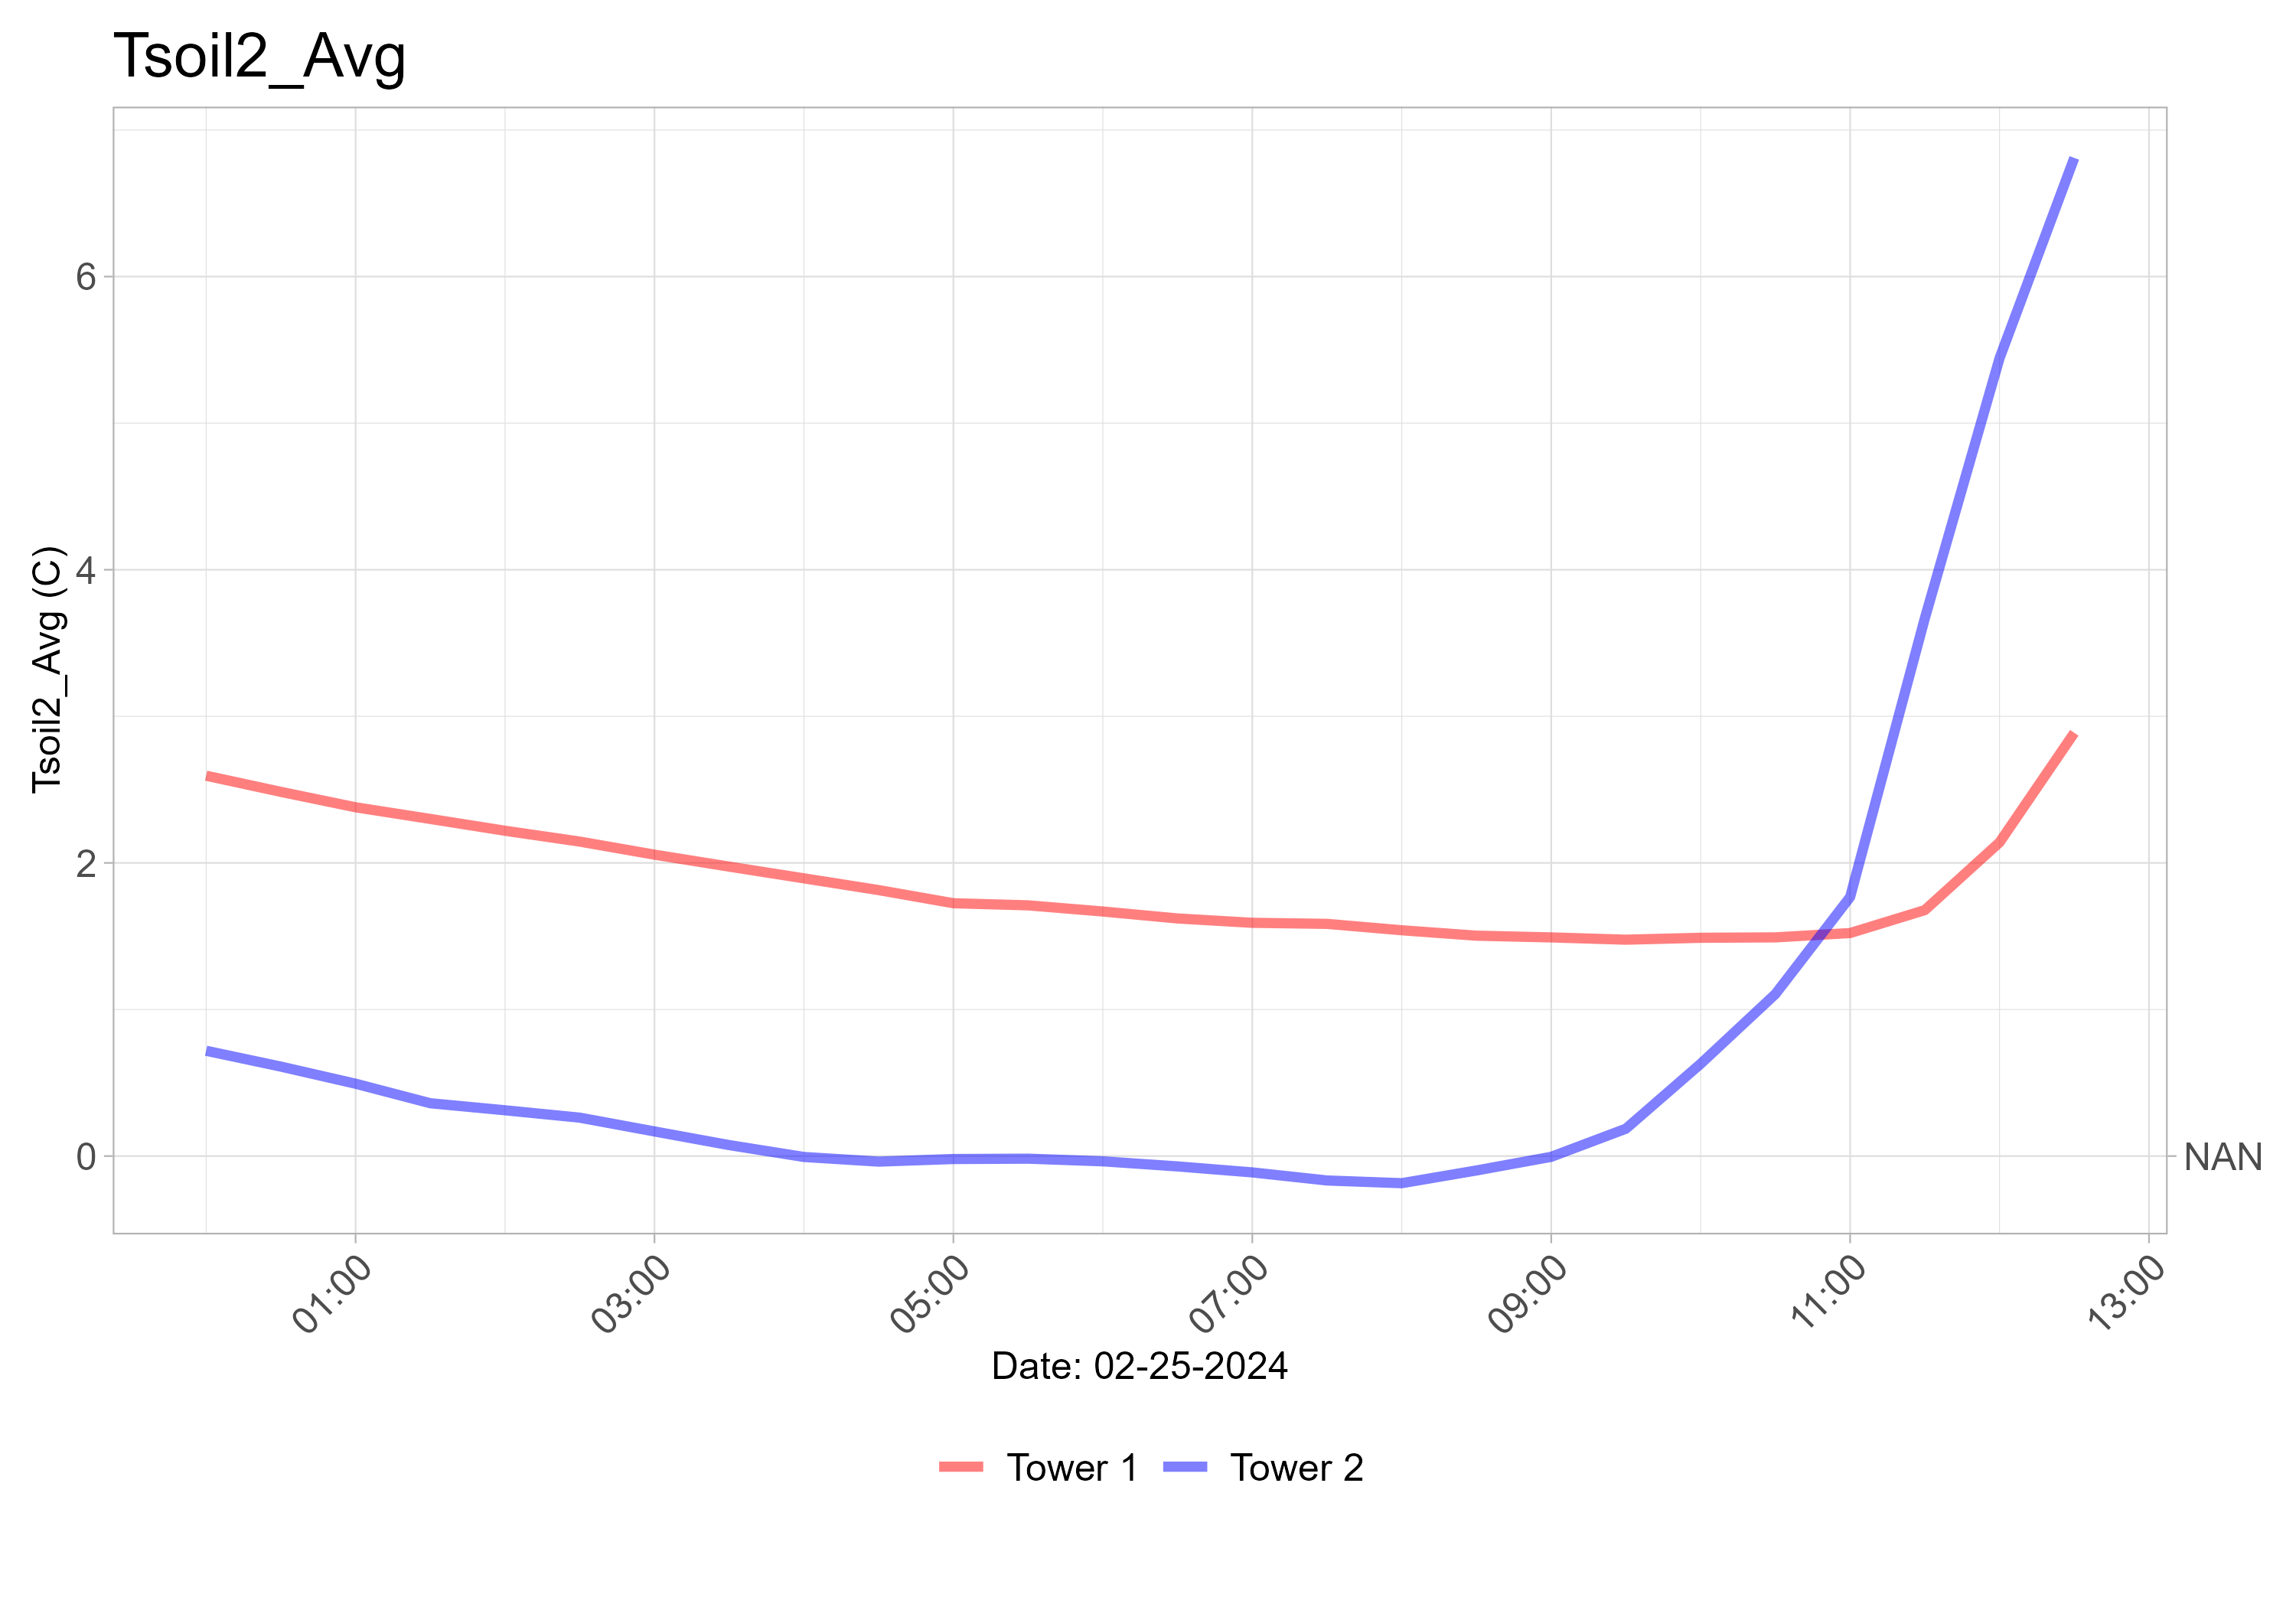 Tsoil2_Avg
Tsoil2_Avg (C)
6
4
2
0
NAN
01:00
03:00
05:00
07:00
09:00
11:00
13:00
Date: 02-25-2024
Tower 1
Tower 2